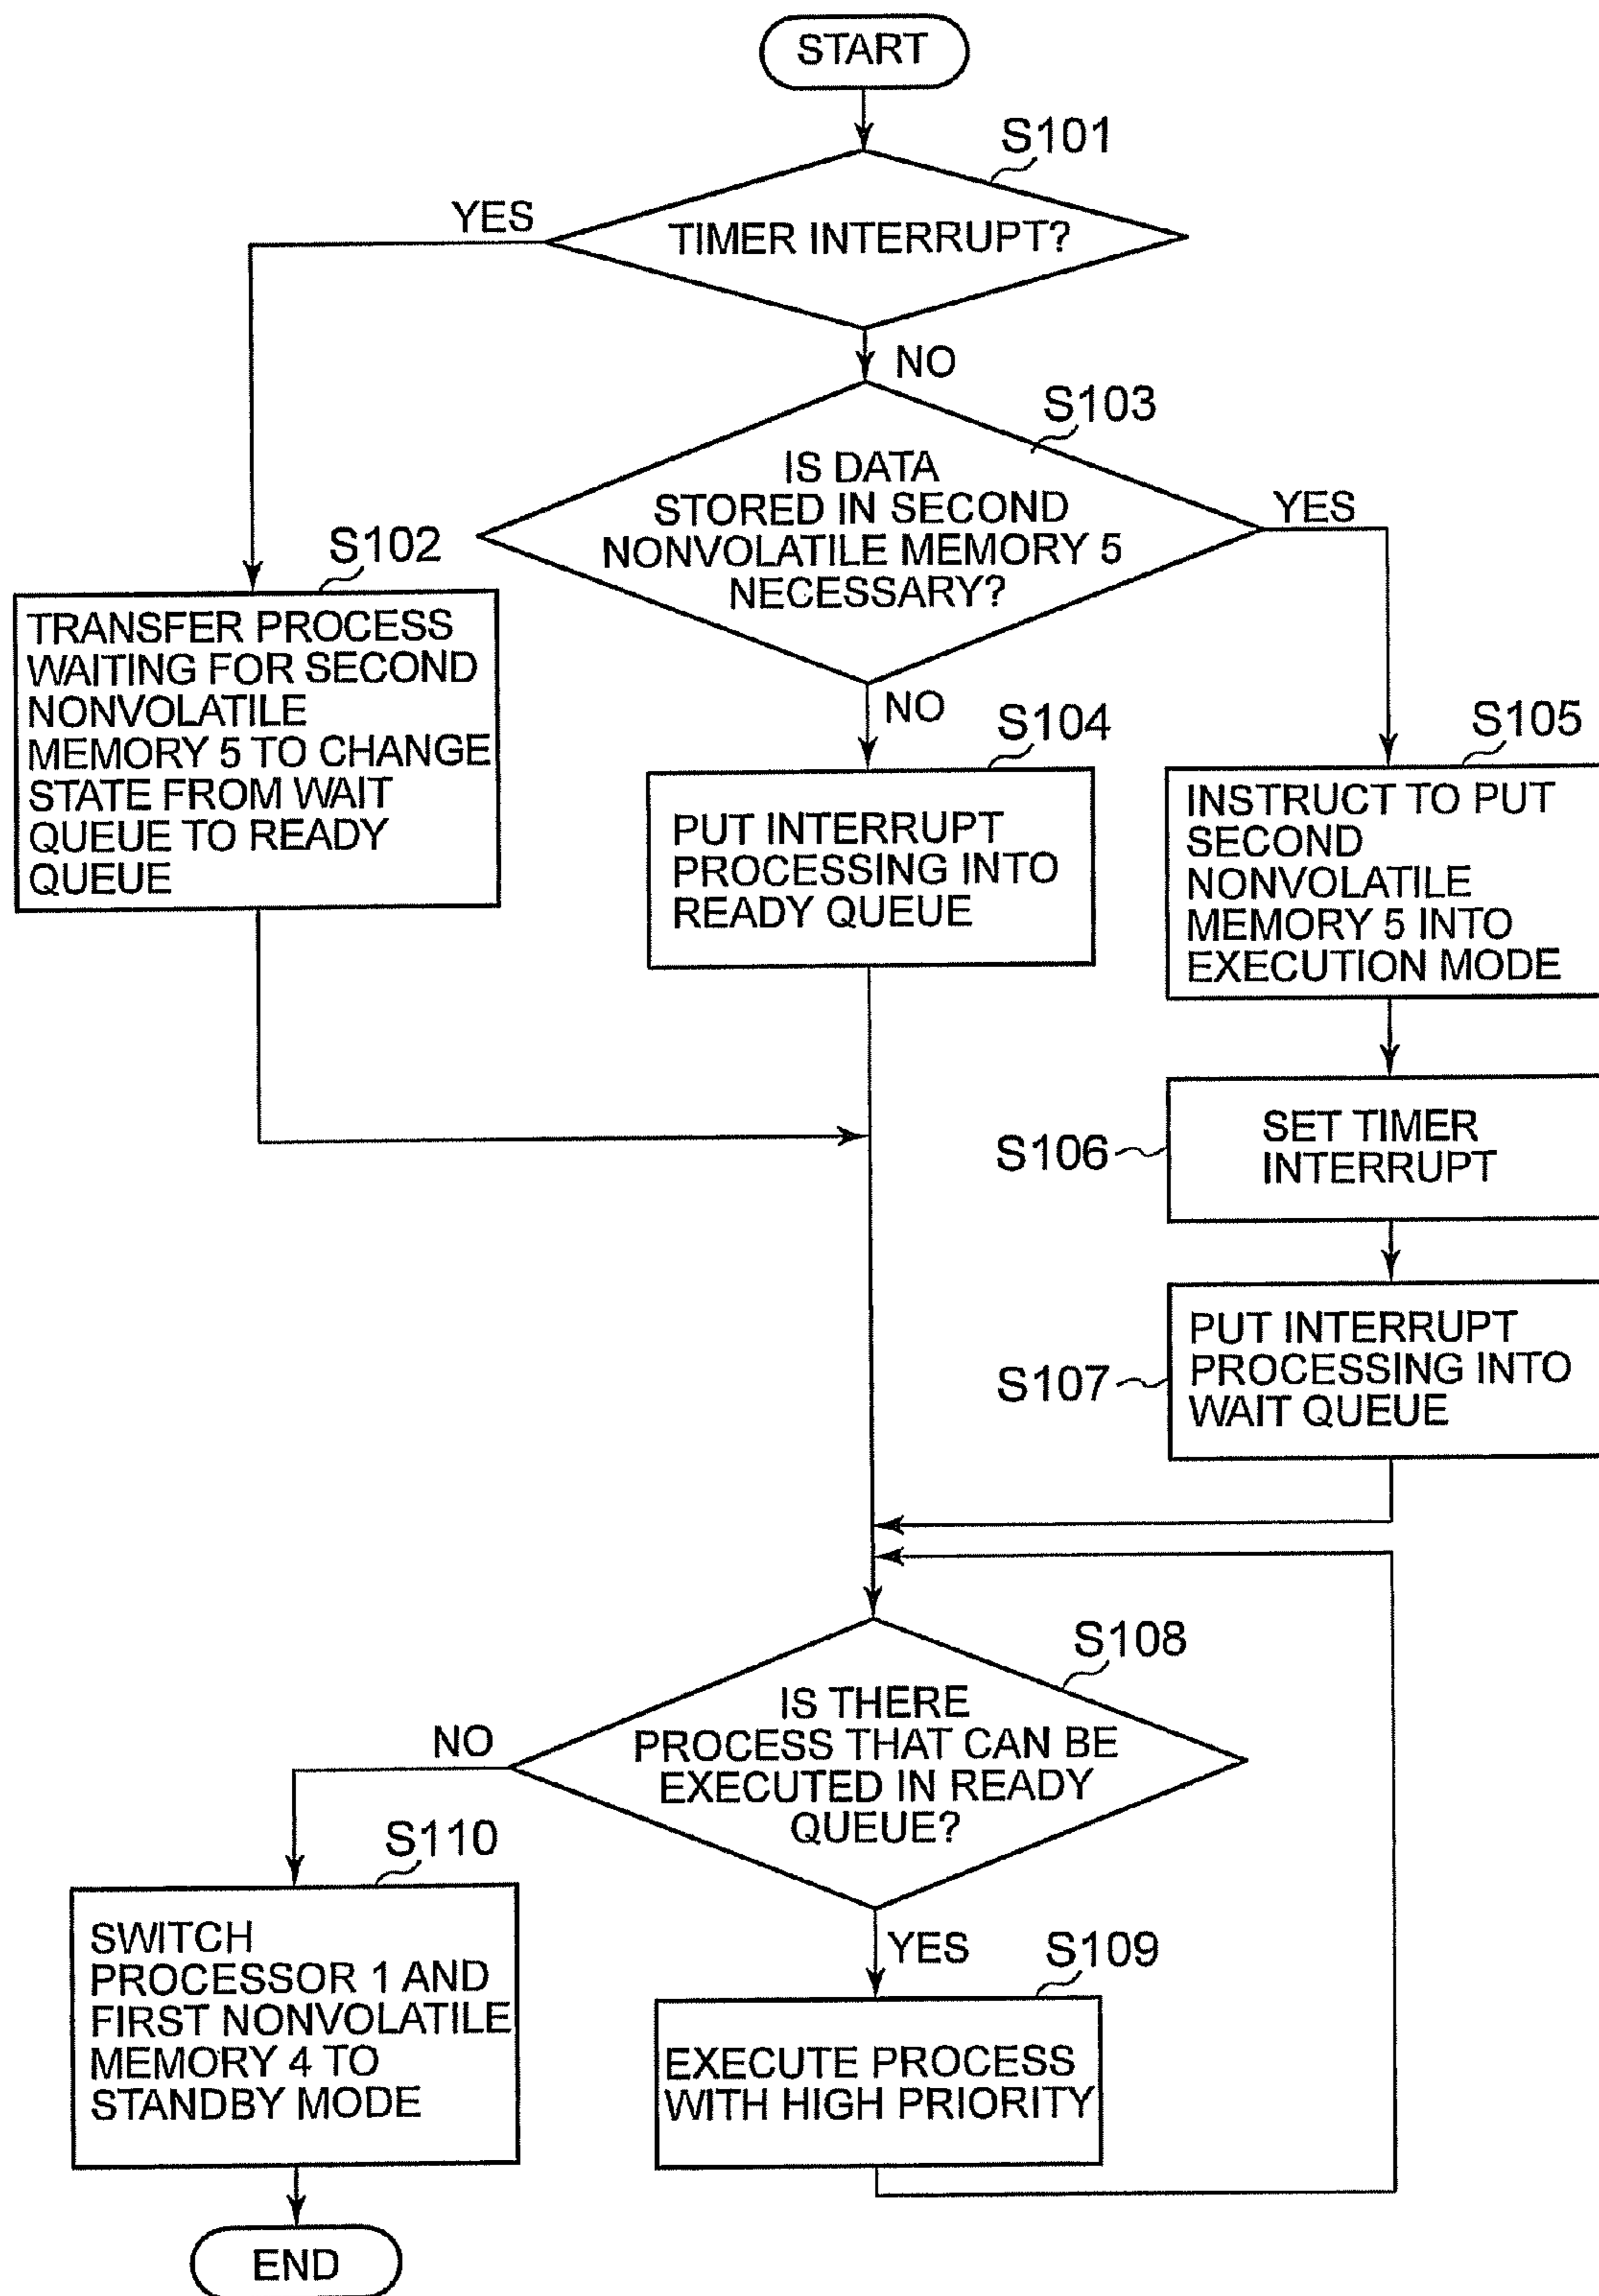 START
S101
YES
TIMER INTERRUPT?
NO
S103
IS DATA
STORED IN SECOND
NONVOLATILE MEMORY 5
NECESSARY?
YES
S102
TRANSFER PROCESS
WAITING FOR SECOND
NONVOLATILE
MEMORY 5 TO CHANGE
STATE FROM WAIT
QUEUE TO READY
QUEUE
NO
S104
PUT INTERRUPT
PROCESSING INTO
READY QUEUE
S105
INSTRUCT TO PUT
SECOND
NONVOLATILE
MEMORY 5 INTO
EXECUTION MODE
S106
SET TIMER
INTERRUPT
S107
PUT INTERRUPT
PROCESSING INTO
WAIT QUEUE
S108
IS THERE
PROCESS THAT CAN BE
EXECUTED IN READY
QUEUE?
NO
S110
SWITCH
PROCESSOR 1 AND
FIRST NONVOLATILE
MEMORY 4 TO
STANDBY MODE
YES
S109
EXECUTE PROCESS
WITH HIGH PRIORITY
END